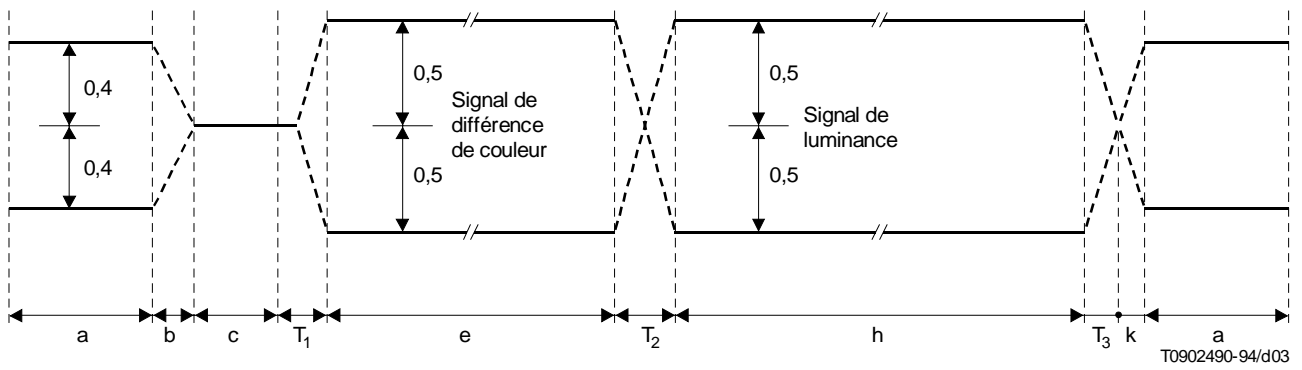 0,4
0,4
0,5
0,5
Signal de
différence
de couleur
0,5
0,5
Signal de
luminance
a b c T1 e T2 h T3 k a
T0902490-94/d03